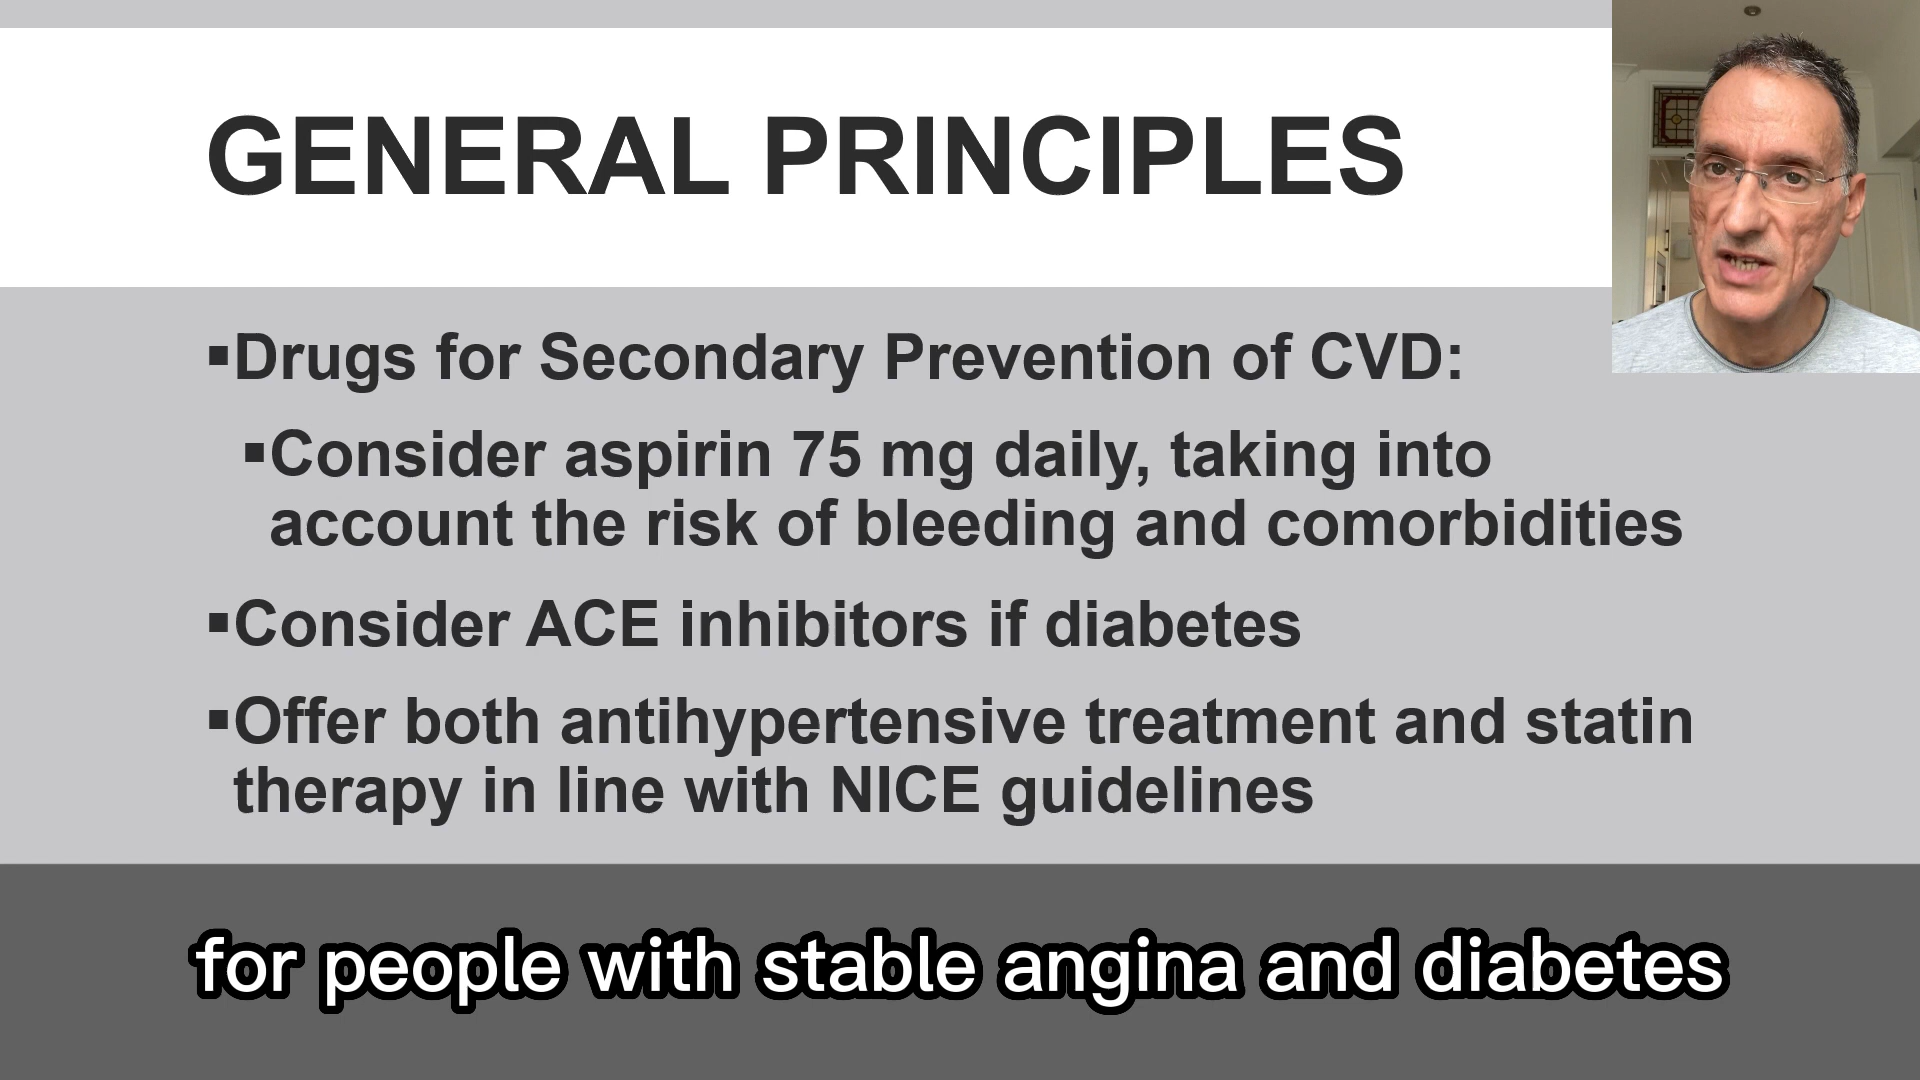 GENERAL PRINCIPLES
▪Drugs for Secondary Prevention of CVD:
▪Consider aspirin 75 mg daily, taking into
account the risk of bleeding and comorbidities
▪Consider ACE inhibitors if diabetes
▪Offer both antihypertensive treatment and statin
therapy in line with NICE guidelines
for people with stable angina and diabetes